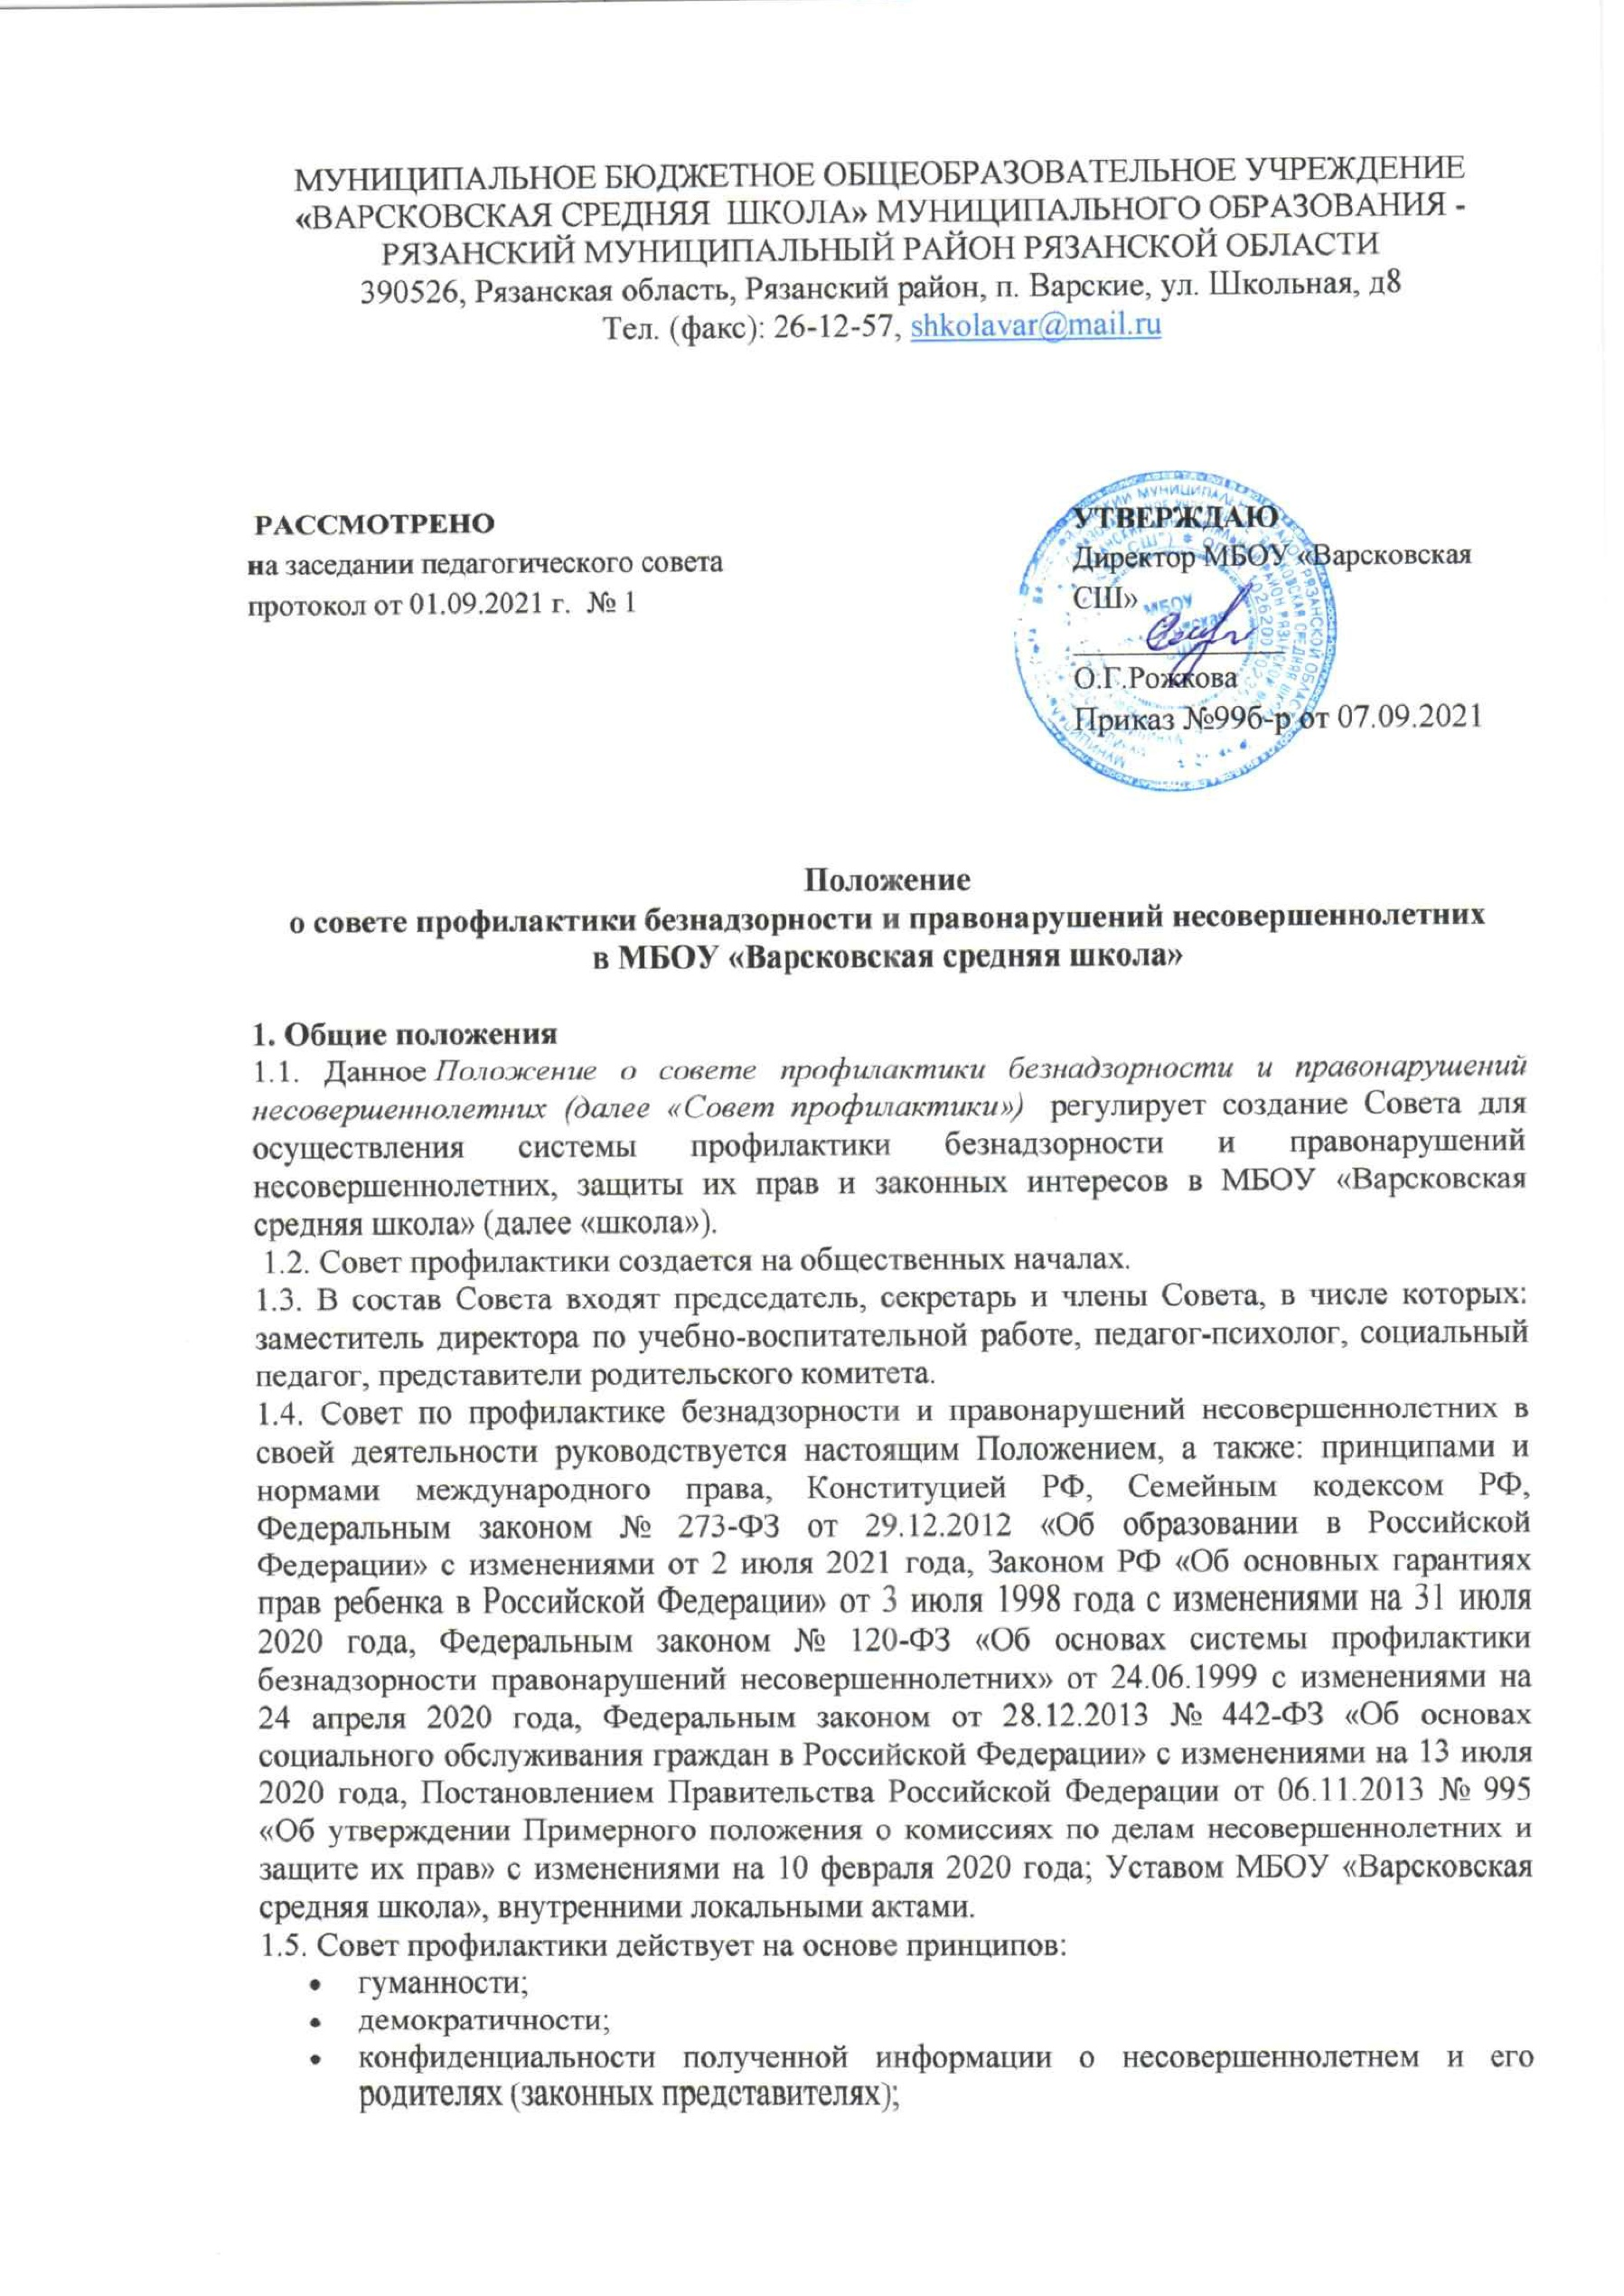 МУНИЦИПАЛЬНОЕ БЮДЖЕТНОЕ ОБЩЕОБРАЗОВАТЕЛЬНОЕ УЧРЕЖДЕНИЕ
«ВАРСКОВСКАЯ СРЕДНЯЯ ШКОЛА» МУНИЦИПАЛЬНОГО ОБРАЗОВАНИЯ -
РЯЗАНСКИЙ МУНИЦИПАЛЬНЫЙ РАЙОН РЯЗАНСКОЙ ОБЛАСТИ
390526, Рязанская область, Рязанский район, п. Варские, ул. Школьная, д8
Тел. (факс): 26-12-57, shkolavar@mail.ru
РАССМОТРЕНО
на заседании педагогического совета
протокол от 01.09.2021 г. № 1
УТВЕРЖДАЮ
Директор МБОУ «Варсковская
СШ»
О.Г.Рожкова
Приказ №99б-р от 07.09.2021
Положение
о совете профилактики безнадзорности и правонарушений несовершеннолетних
в МБОУ «Варсковская средняя школа»
1. Общие положения
1.1. Данное Положение о совете профилактики безнадзорности и правонарушений
несовершеннолетних (далее «Совет профилактики») регулирует создание Совета для
осуществления системы профилактики безнадзорности и правонарушений
несовершеннолетних, защиты их прав и законных интересов в МБОУ «Варсковская
средняя школа» (далее «школа»).
1.2. Совет профилактики создается на общественных началах.
1.3. В состав Совета входят председатель, секретарь и члены Совета, в числе которых:
заместитель директора по учебно-воспитательной работе, педагог-психолог, социальный
педагог, представители родительского комитета.
1.4. Совет по профилактике безнадзорности и правонарушений несовершеннолетних в
своей деятельности руководствуется настоящим Положением, а также: принципами и
нормами международного права, Конституцией РФ, Семейным кодексом РФ,
Федеральным законом № 273-ФЗ от 29.12.2012 «Об образовании в Российской
Федерации» с изменениями от 2 июля 2021 года, Законом РФ «Об основных гарантиях
прав ребенка в Российской Федерации» от 3 июля 1998 года с изменениями на 31 июля
2020 года, Федеральным законом № 120-ФЗ «Об основах системы профилактики
безнадзорности правонарушений несовершеннолетних» от 24.06.1999 с изменениями на
24 апреля 2020 года, Федеральным законом от 28.12.2013 № 442-ФЗ «Об основах
социального обслуживания граждан в Российской Федерации» с изменениями на 13 июля
2020 года, Постановлением Правительства Российской Федерации от 06.11.2013 № 995
«Об утверждении Примерного положения о комиссиях по делам несовершеннолетних и
защите их прав» с изменениями на 10 февраля 2020 года; Уставом МБОУ «Варсковская
средняя школа», внутренними локальными актами.
1.5. Совет профилактики действует на основе принципов:
• гуманности;
• демократичности;
• конфиденциальности полученной информации о несовершеннолетнем и его
родителях (законных представителях);